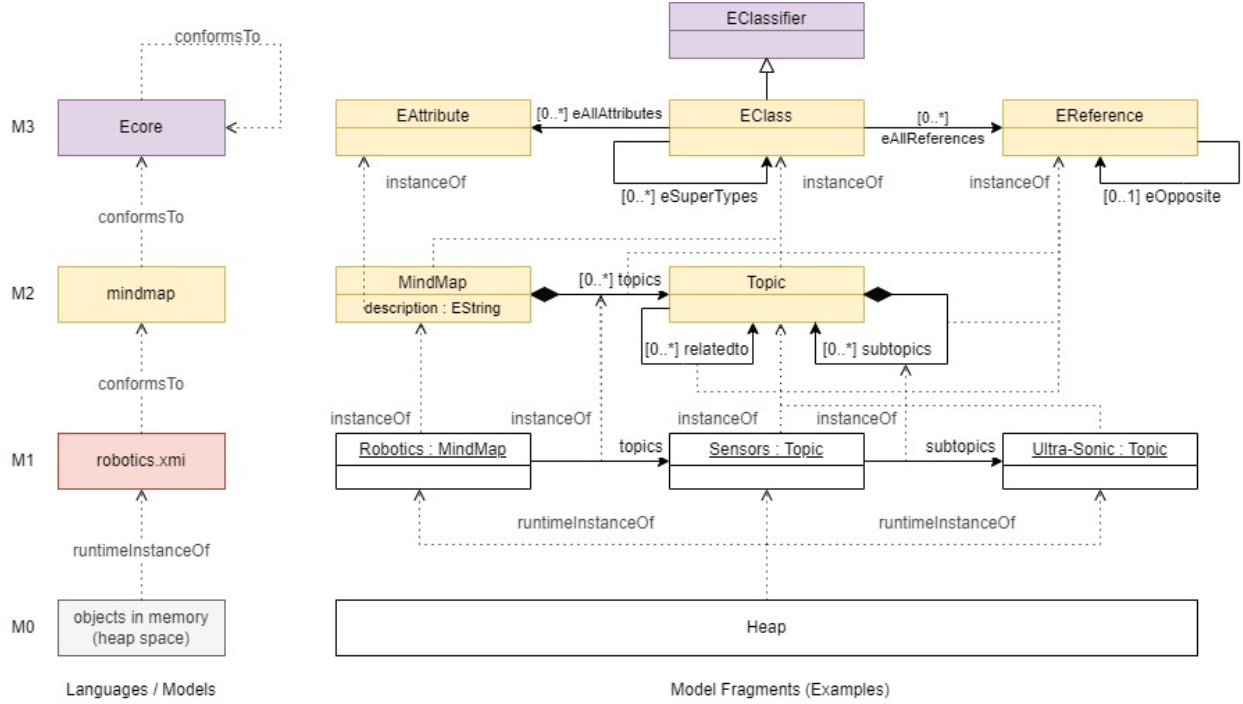 EClassifier
conformsTo
M3
Ecore
EAttribute
[0..*] eAllAttributes
EClass
[0..*]
eAllReferences
EReference
instanceOf
[0..*] eSuperTypes
instanceOf
instanceOf
[0..1] eOpposite
conformsTo
M2
mindmap
MindMap
description : EString
[0..*] topics
Topic
[0..*] relatedto
[0..*] subtopics
conformsTo
instanceOf
instanceOf
instanceOf
instanceOf
M1
robotics.xmi
Robotics : MindMap
topics
Sensors : Topic
subtopics
Ultra-Sonic : Topic
runtimeInstanceOf
runtimeInstanceOf
runtimeInstanceOf
M0
objects in memory
(heap space)
Heap
Languages / Models
Model Fragments (Examples)